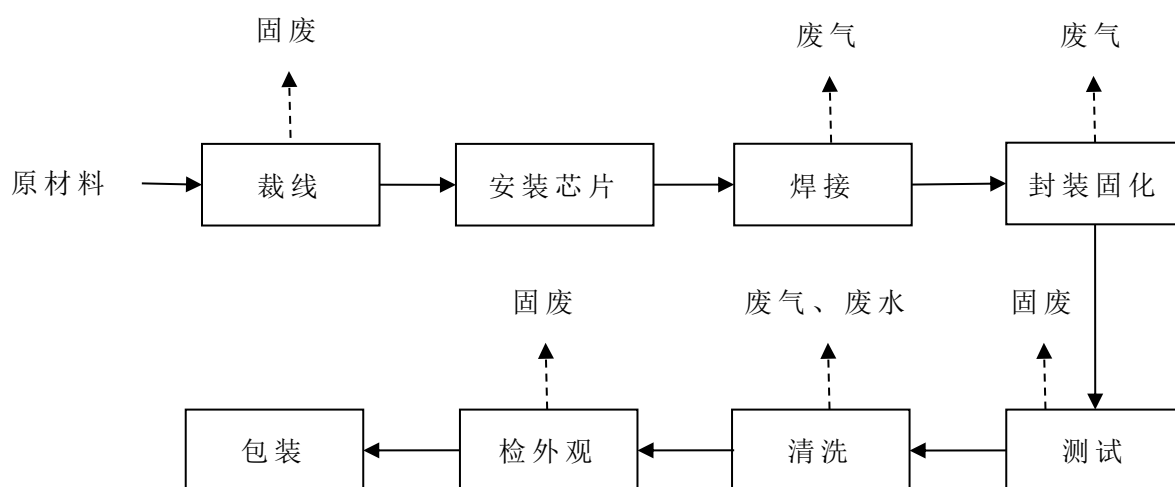 固废
废气
废气
原材料
裁线
安装芯片
焊接
封装固化
固废
废气、废水
固废
包装
检外观
清洗
测试